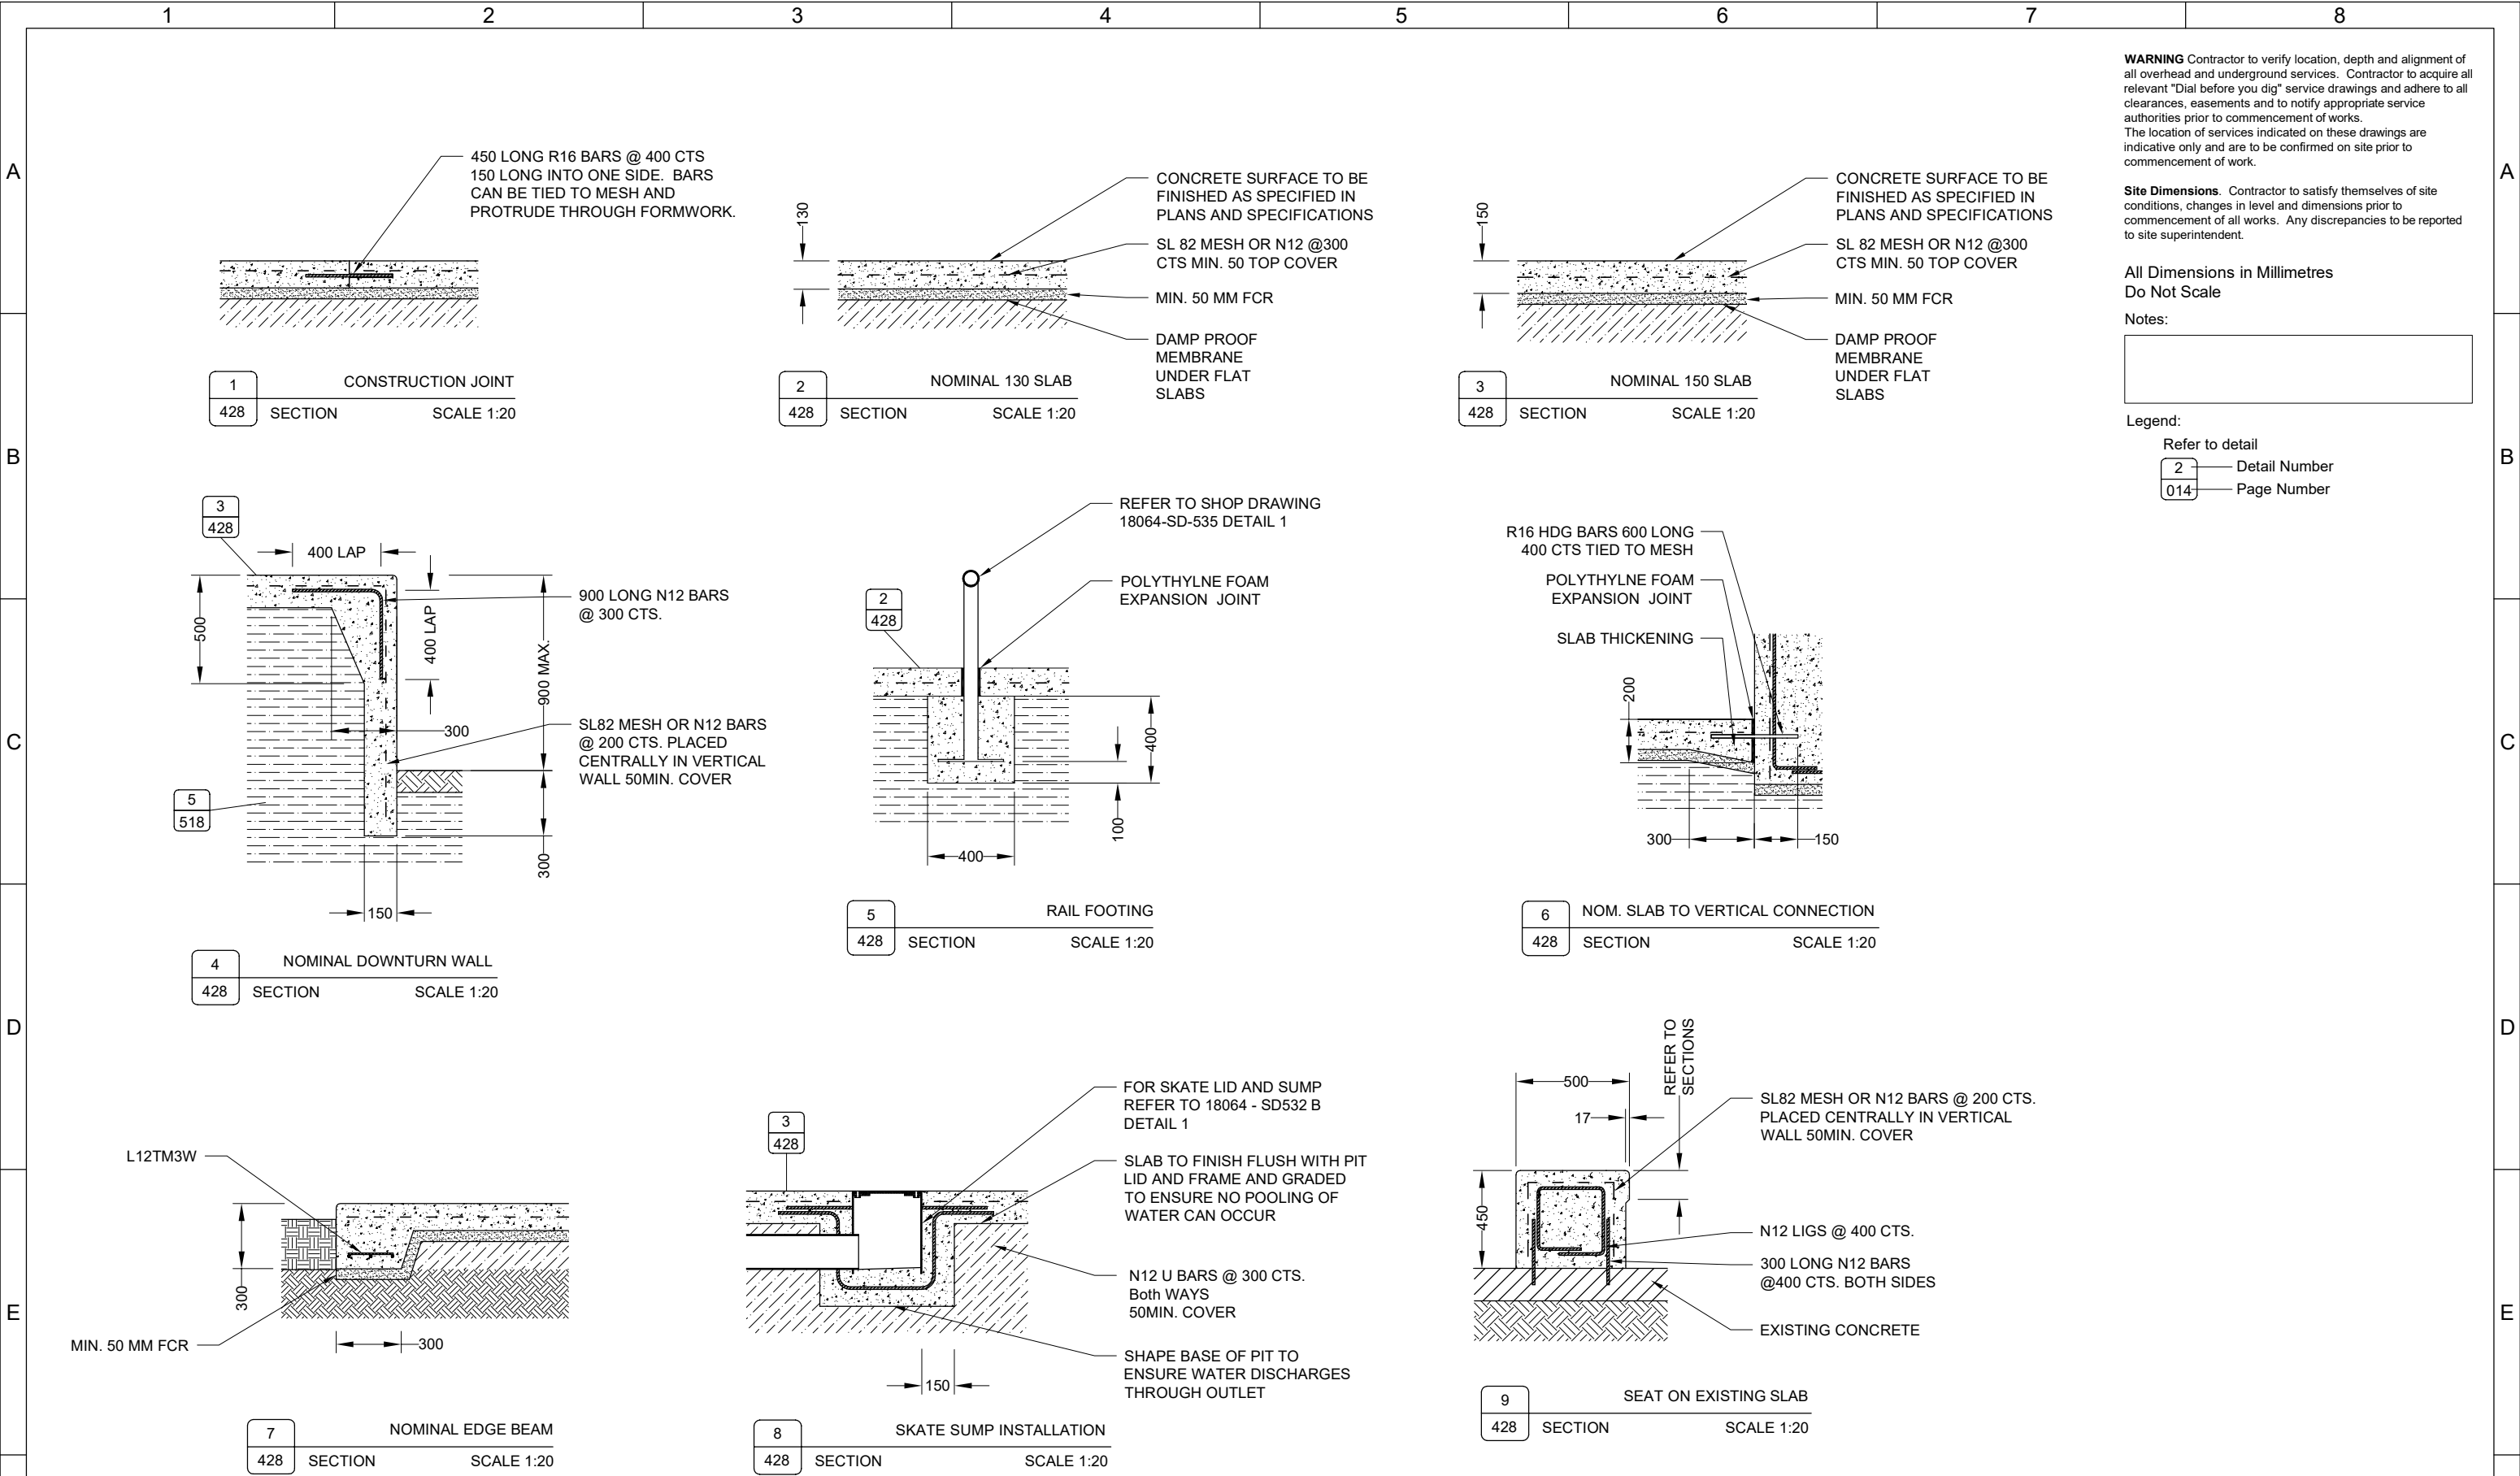 1 2 3 4 5 6 7 8
A
B
C
D
E
A
B
C
D
E
WARNING Contractor to verify location, depth and alignment of
all overhead and underground services. Contractor to acquire all
relevant "Dial before you dig" service drawings and adhere to all
clearances, easements and to notify appropriate service
authorities prior to commencement of works.
The location of services indicated on these drawings are
indicative only and are to be confirmed on site prior to
commencement of work.
Site Dimensions. Contractor to satisfy themselves of site
conditions, changes in level and dimensions prior to
commencement of all works. Any discrepancies to be reported
to site superintendent.
All Dimensions in Millimetres
Do Not Scale
Notes:
Legend:
Refer to detail
2 Detail Number
014 Page Number
450 LONG R16 BARS @ 400 CTS
150 LONG INTO ONE SIDE. BARS
CAN BE TIED TO MESH AND
PROTRUDE THROUGH FORMWORK.
1 CONSTRUCTION JOINT
428 SECTION SCALE 1:20
130
CONCRETE SURFACE TO BE
FINISHED AS SPECIFIED IN
PLANS AND SPECIFICATIONS
SL 82 MESH OR N12 @300
CTS MIN. 50 TOP COVER
MIN. 50 MM FCR
DAMP PROOF
MEMBRANE
UNDER FLAT
SLABS
2 NOMINAL 130 SLAB
428 SECTION SCALE 1:20
150
CONCRETE SURFACE TO BE
FINISHED AS SPECIFIED IN
PLANS AND SPECIFICATIONS
SL 82 MESH OR N12 @300
CTS MIN. 50 TOP COVER
MIN. 50 MM FCR
DAMP PROOF
MEMBRANE
UNDER FLAT
SLABS
3 NOMINAL 150 SLAB
428 SECTION SCALE 1:20
3
428
400 LAP
500
400 LAP
900 MAX.
900 LONG N12 BARS
@ 300 CTS.
300
SL82 MESH OR N12 BARS
@ 200 CTS. PLACED
CENTRALLY IN VERTICAL
WALL 50MIN. COVER
5
518
300
150
4 NOMINAL DOWNTURN WALL
428 SECTION SCALE 1:20
REFER TO SHOP DRAWING
18064-SD-535 DETAIL 1
POLYTHYLNE FOAM
EXPANSION JOINT
2
428
400
100
400
5 RAIL FOOTING
428 SECTION SCALE 1:20
R16 HDG BARS 600 LONG
400 CTS TIED TO MESH
POLYTHYLNE FOAM
EXPANSION JOINT
SLAB THICKENING
200
300
150
6 NOM. SLAB TO VERTICAL CONNECTION
428 SECTION SCALE 1:20
L12TM3W
300
MIN. 50 MM FCR
300
7 NOMINAL EDGE BEAM
428 SECTION SCALE 1:20
3
428
FOR SKATE LID AND SUMP
REFER TO 18064 - SD532 B
DETAIL 1
SLAB TO FINISH FLUSH WITH PIT
LID AND FRAME AND GRADED
TO ENSURE NO POOLING OF
WATER CAN OCCUR
N12 U BARS @ 300 CTS.
Both WAYS
50MIN. COVER
SHAPE BASE OF PIT TO
ENSURE WATER DISCHARGES
THROUGH OUTLET
150
8 SKATE SUMP INSTALLATION
428 SECTION SCALE 1:20
REFER TO
SECTIONS
500
17
450
SL82 MESH OR N12 BARS @ 200 CTS.
PLACED CENTRALLY IN VERTICAL
WALL 50MIN. COVER
N12 LIGS @ 400 CTS.
300 LONG N12 BARS
@400 CTS. BOTH SIDES
EXISTING CONCRETE
9 SEAT ON EXISTING SLAB
428 SECTION SCALE 1:20